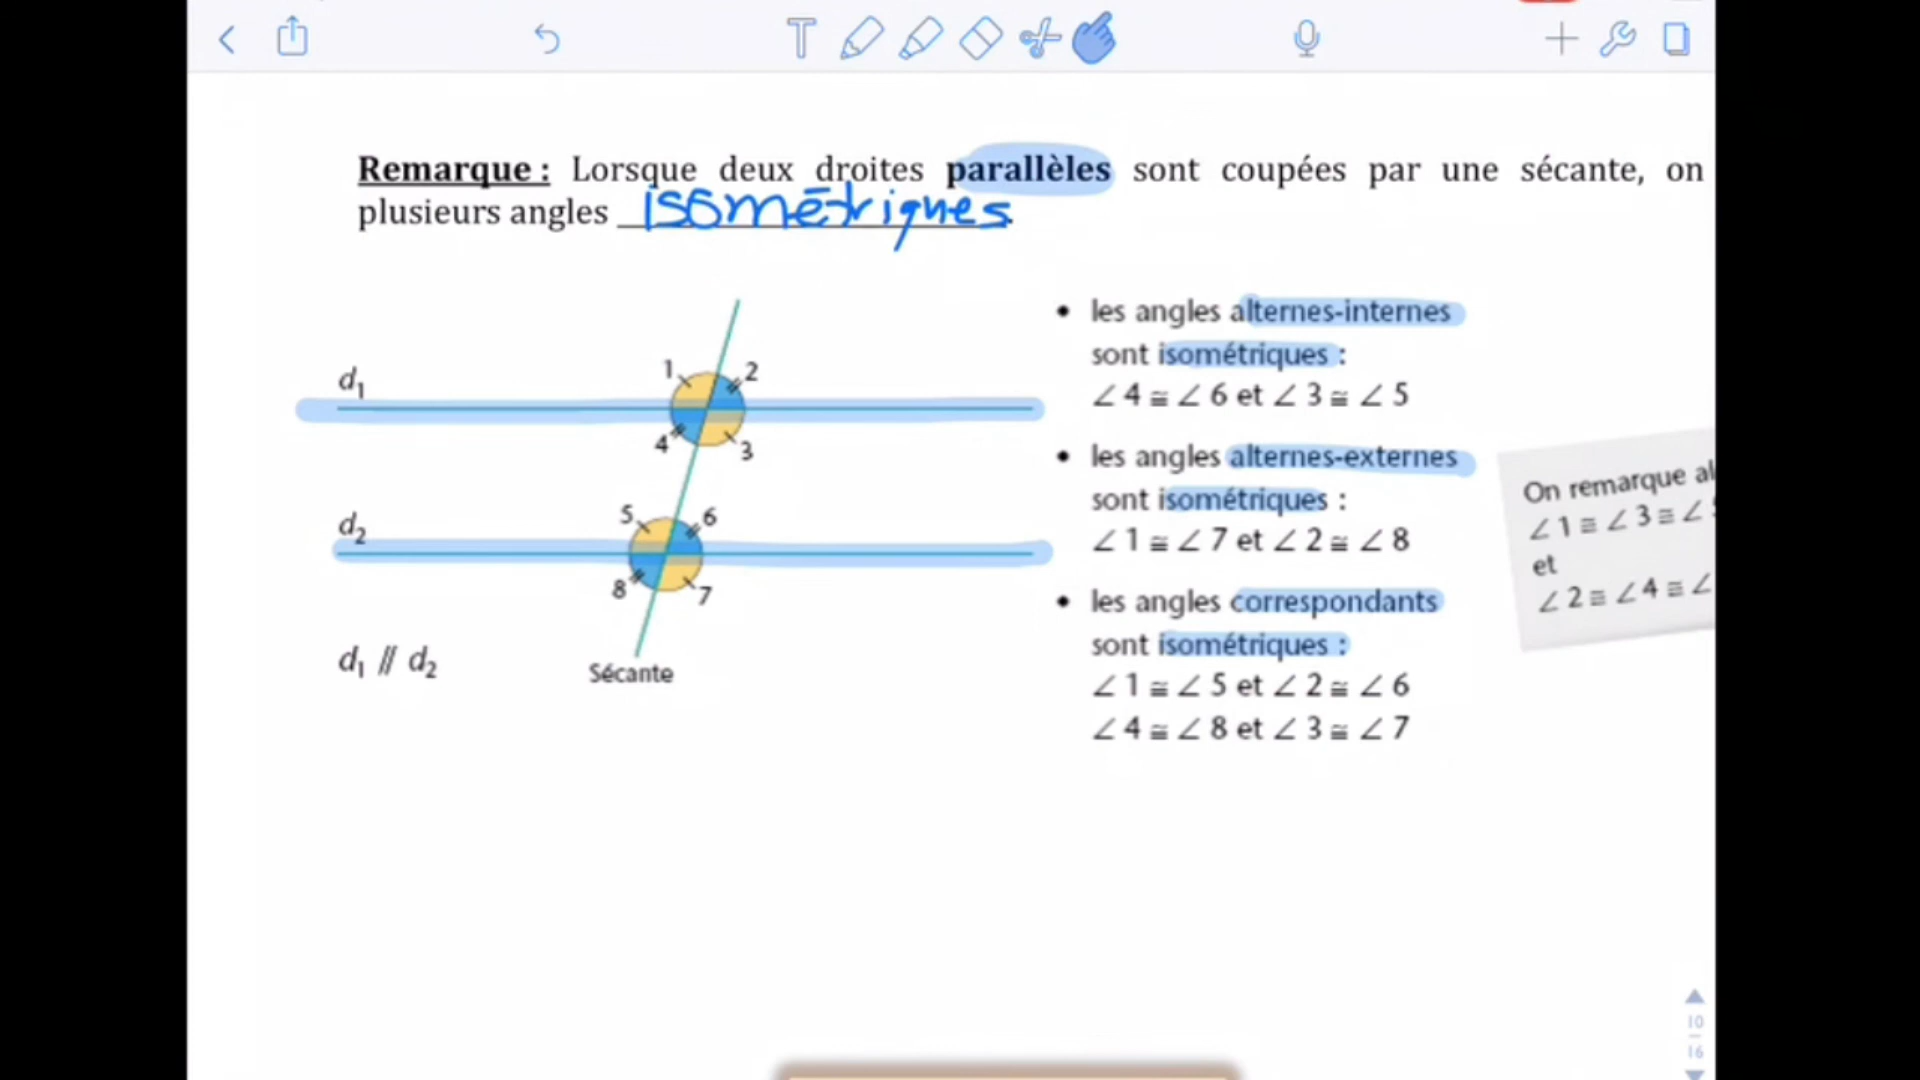 Remarque : Lorsque deux droites parallèles sont coupées par une sécante, on
plusieurs angles isométriques
d1
1
2
4
3
d2
5
6
8
7
d1 // d2
Sécante
• les angles alternes-internes
sont isométriques :
∠ 4 ≅ ∠ 6 et ∠ 3 ≅ ∠ 5
• les angles alternes-externes
sont isométriques :
∠ 1 ≅ ∠ 7 et ∠ 2 ≅ ∠ 8
• les angles correspondants
sont isométriques :
∠ 1 ≅ ∠ 5 et ∠ 2 ≅ ∠ 6
∠ 4 ≅ ∠ 8 et ∠ 3 ≅ ∠ 7
On remarque
∠ 1 ≅ ∠ 3 ≅ ∠
et
∠ 2 ≅ ∠ 4 ≅ ∠
10
16